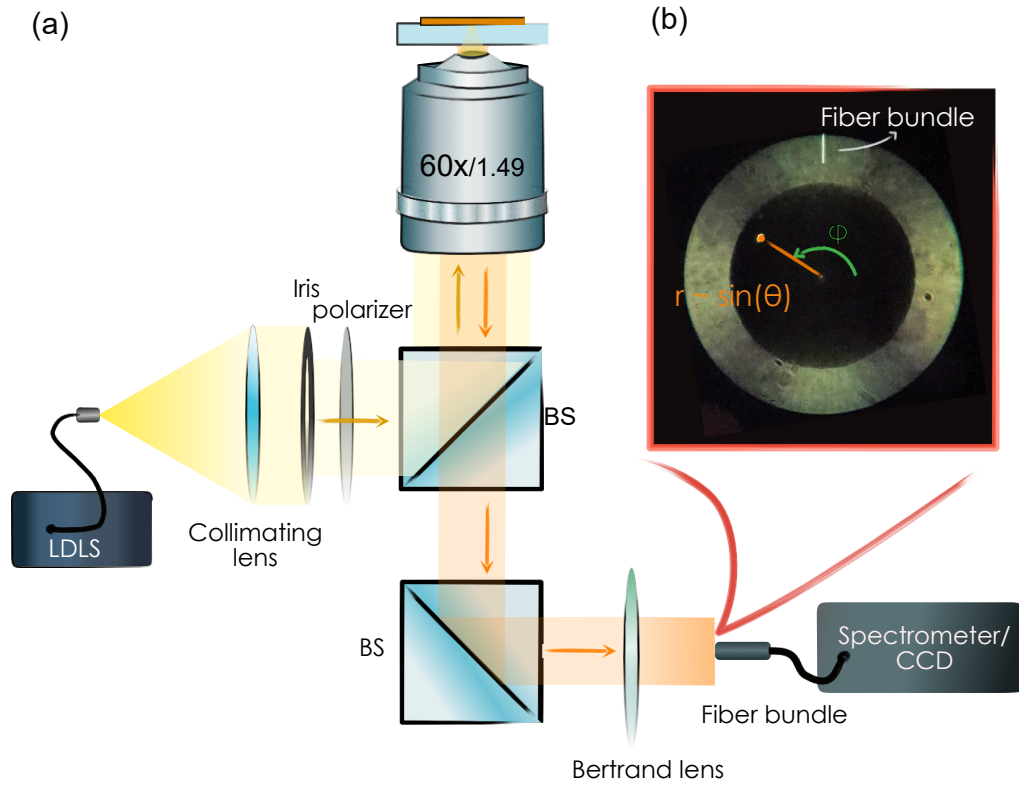 (a)
60x/1.49
Iris
polarizer
BS
LDLS
Collimating
lens
BS
Bertrand lens
Fiber bundle
Spectrometer/
CCD
(b)
Fiber bundle
φ
r ~ sin(θ)